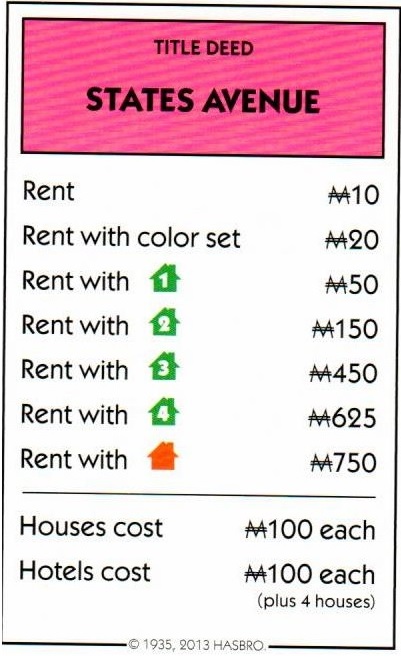 TITLE DEED
STATES AVENUE
Rent ₩10
Rent with color set ₩20
Rent with 1 ₩50
Rent with 2 ₩150
Rent with 3 ₩450
Rent with 4 ₩625
Rent with ₩750
Houses cost ₩100 each
Hotels cost ₩100 each
(plus 4 houses)
© 1935, 2013 HASBRO.